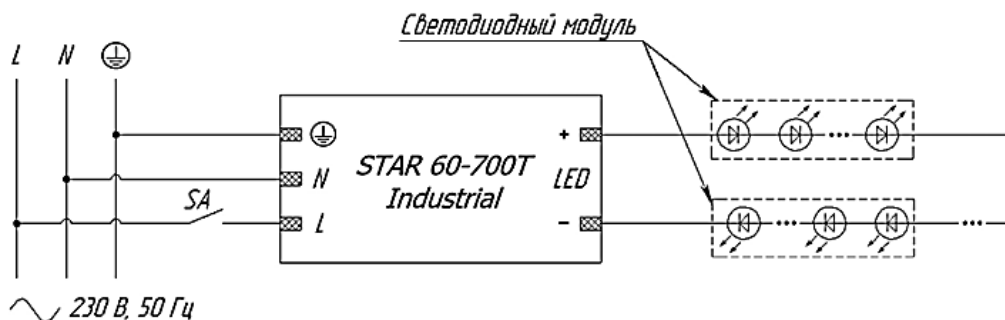 Светодиодный модуль
L N
N
L
SA
STAR 60-700T
Industrial
+
LED
-
230 В, 50 Гц